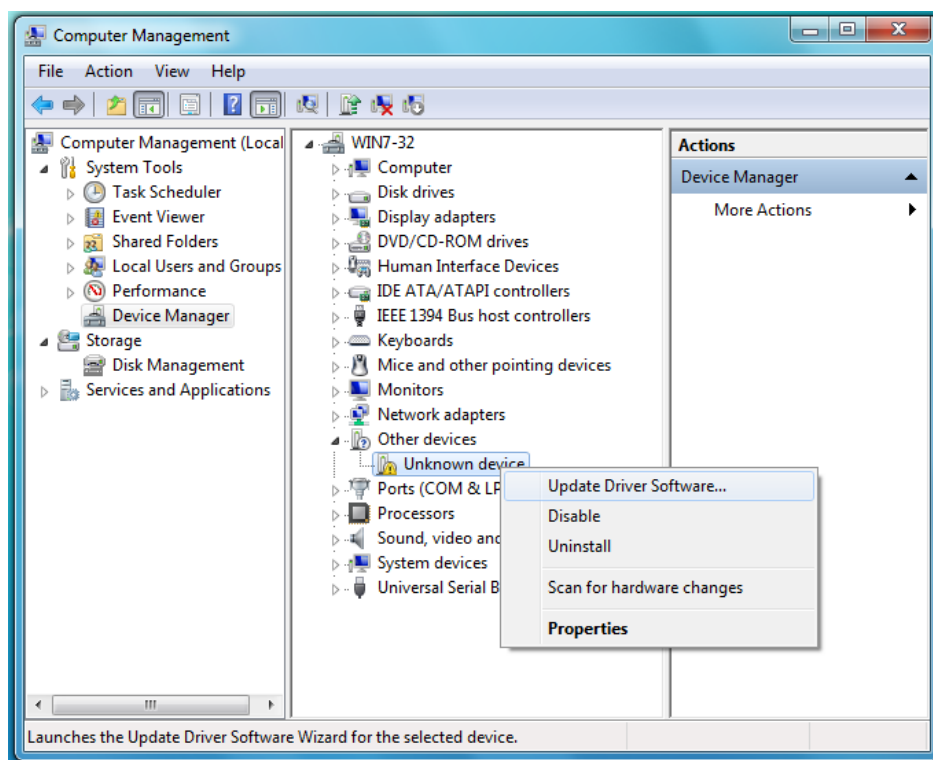 Computer Management
File Action View Help
Computer Management (Local
System Tools
Task Scheduler
Event Viewer
Shared Folders
Local Users and Groups
Performance
Device Manager
Storage
Disk Management
Services and Applications
WIN7-32
Computer
Disk drives
Display adapters
DVD/CD-ROM drives
Human Interface Devices
IDE ATA/ATAPI controllers
IEEE 1394 Bus host controllers
Keyboards
Mice and other pointing devices
Monitors
Network adapters
Other devices
Unknown device
Ports (COM & LP
Processors
Sound, video and
System devices
Universal Serial B
Update Driver Software...
Disable
Uninstall
Scan for hardware changes
Properties
Actions
Device Manager
More Actions
Launches the Update Driver Software Wizard for the selected device.